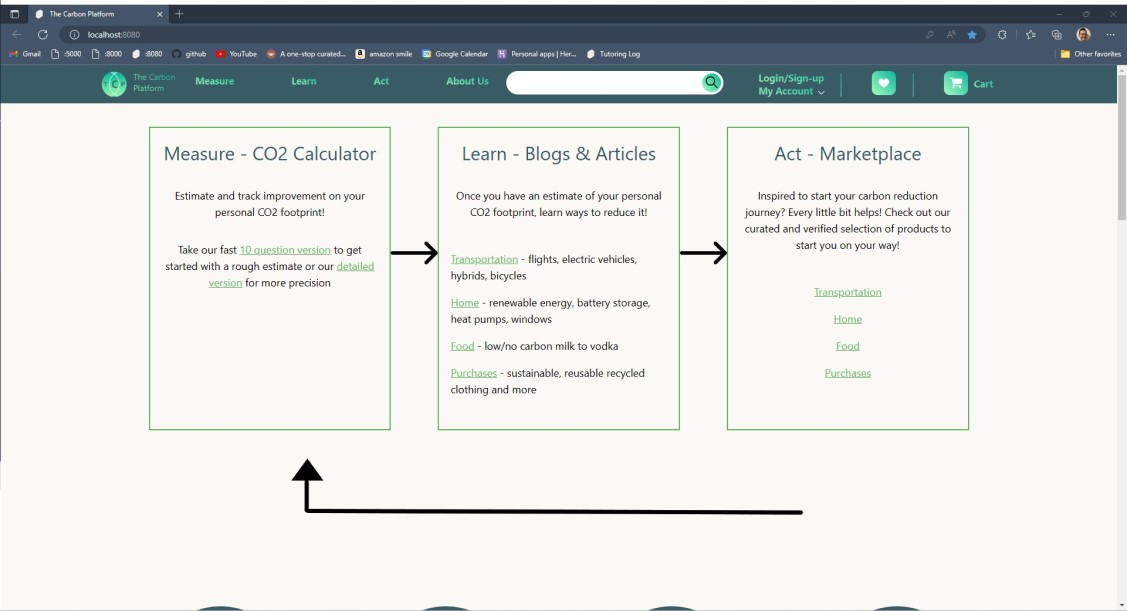 The Carbon Platform
localhost:8080
Gmail :5000 :8000 :8080 github YouTube A one-stop curated... amazon smile Google Calendar Personal apps | Her... Tutoring Log Other favorites
The Carbon
Platform
Measure Learn Act About Us
Login/Sign-up
My Account
Cart
Measure - CO2 Calculator
Estimate and track improvement on your
personal CO2 footprint!
Take our fast 10 question version to get
started with a rough estimate or our detailed
version for more precision
Learn - Blogs & Articles
Once you have an estimate of your personal
CO2 footprint, learn ways to reduce it!
Transportation - flights, electric vehicles,
hybrids, bicycles
Home - renewable energy, battery storage,
heat pumps, windows
Food - low/no carbon milk to vodka
Purchases - sustainable, reusable recycled
clothing and more
Act - Marketplace
Inspired to start your carbon reduction
journey? Every little bit helps! Check out our
curated and verified selection of products to
start you on your way!
Transportation
Home
Food
Purchases